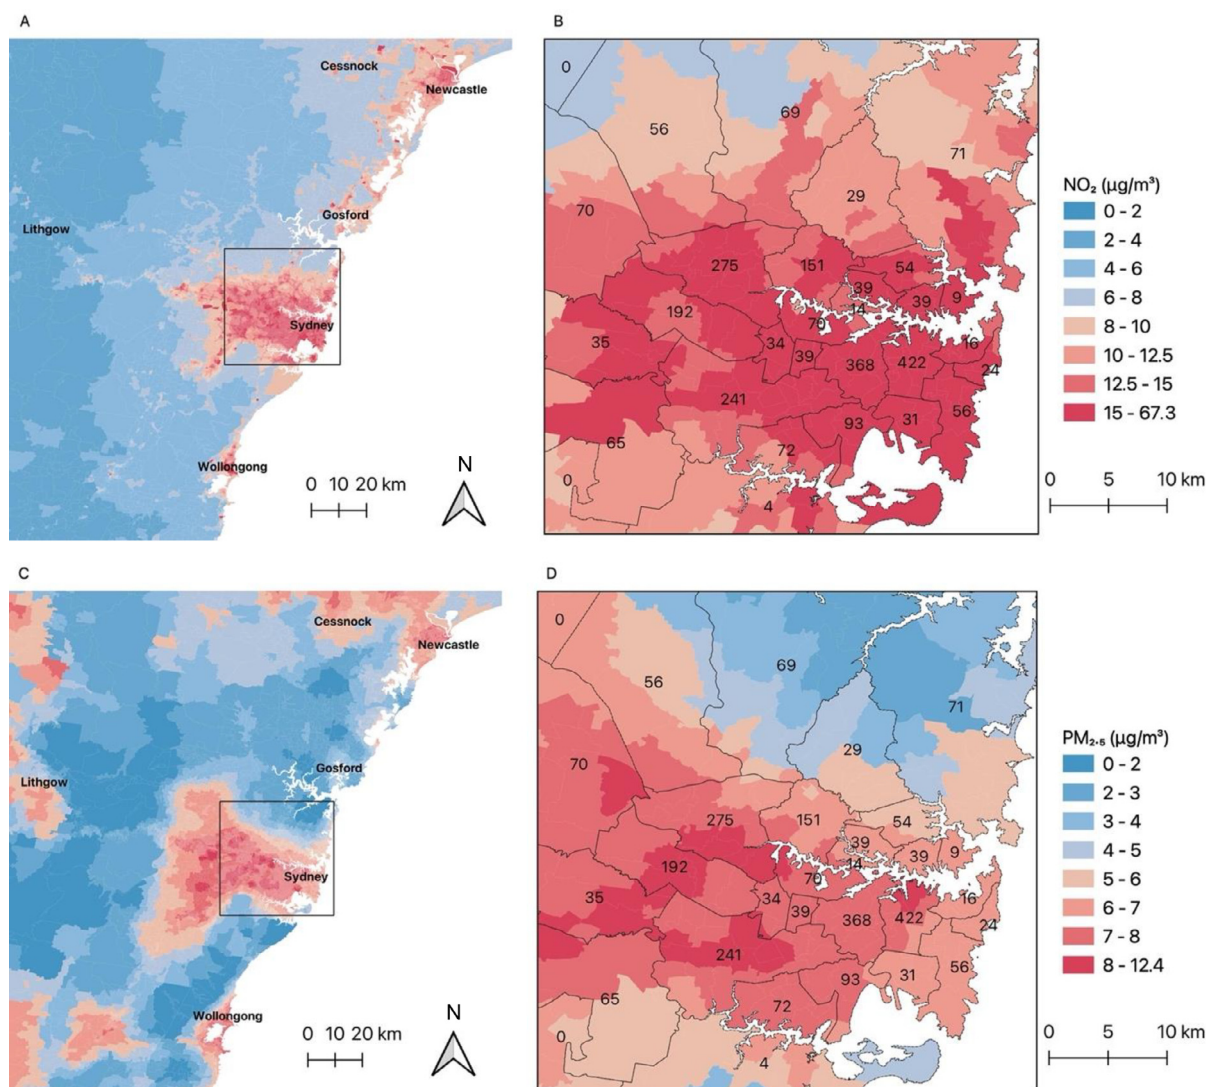 A
Cessnock
Newcastle
Lithgow
Gosford
Sydney
Wollongong
N
0 10 20 km
B
0
56
69
71
29
70
275
151
54
39
39
9
14
192
70
35
34
39
368
422
16
24
241
56
93
31
65
72
0
4
NO₂ (µg/m³)
0 - 2
2 - 4
4 - 6
6 - 8
8 - 10
10 - 12.5
12.5 - 15
15 - 67.3
0 5 10 km
C
Cessnock
Newcastle
Lithgow
Gosford
Sydney
Wollongong
N
0 10 20 km
D
0
56
69
71
29
70
275
151
54
39
39
9
14
192
70
35
34
39
368
422
16
24
241
56
93
31
65
72
0
4
PM₂.₅ (µg/m³)
0 - 2
2 - 3
3 - 4
4 - 5
5 - 6
6 - 7
7 - 8
8 - 12.4
0 5 10 km